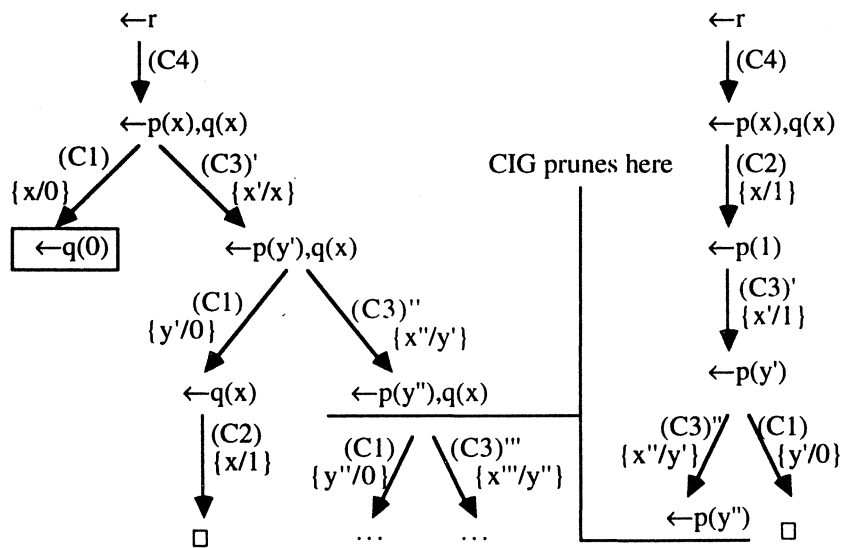 ←r
(C4)
←p(x),q(x)
(C1)
{x/0}
(C3)'
{x'/x}
←q(0)
←p(y'),q(x)
(C1)
{y'/0}
(C3)''
{x''/y'}
←q(x)
←p(y''),q(x)
(C2)
{x/1}
(C1)
{y''/0}
(C3)'''
{x'''/y''}
□
...
...
CIG prunes here
←r
(C4)
←p(x),q(x)
(C2)
{x/1}
←p(1)
(C3)'
{x'/1}
←p(y')
(C3)''
{x''/y'}
(C1)
{y'/0}
←p(y'')
□